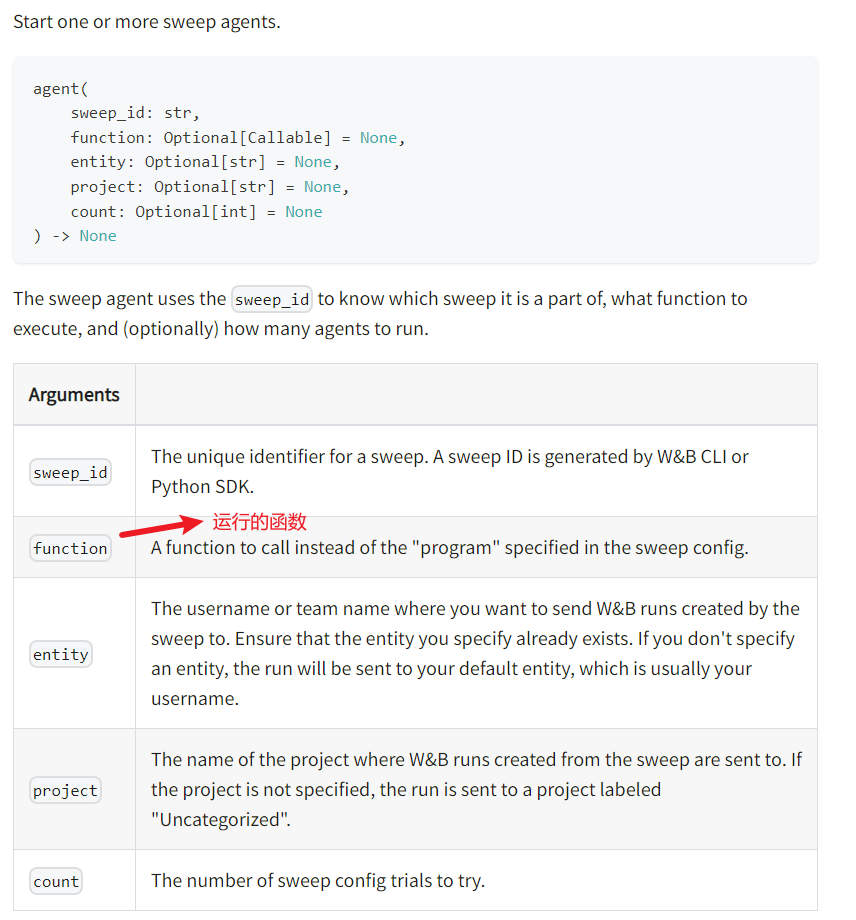 Start one or more sweep agents.
agent(
    sweep_id: str,
    function: Optional[Callable] = None,
    entity: Optional[str] = None,
    project: Optional[str] = None,
    count: Optional[int] = None
) -> None
The sweep agent uses the sweep_id to know which sweep it is a part of, what function to
execute, and (optionally) how many agents to run.
Arguments
sweep_id
The unique identifier for a sweep. A sweep ID is generated by W&B CLI or
Python SDK.
运行的函数
function
A function to call instead of the "program" specified in the sweep config.
entity
The username or team name where you want to send W&B runs created by the
sweep to. Ensure that the entity you specify already exists. If you don't specify
an entity, the run will be sent to your default entity, which is usually your
username.
project
The name of the project where W&B runs created from the sweep are sent to. If
the project is not specified, the run is sent to a project labeled
"Uncategorized".
count
The number of sweep config trials to try.